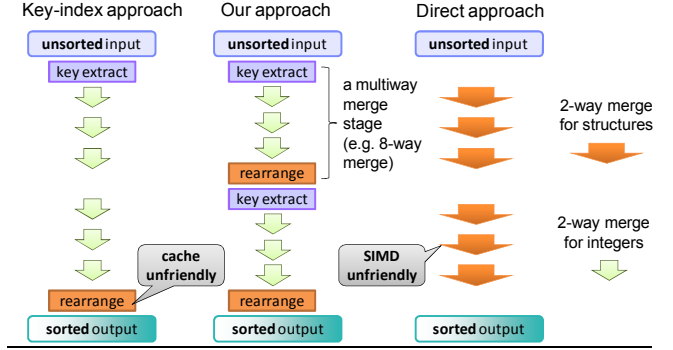 Key-index approach
Our approach
Direct approach
unsorted input
unsorted input
unsorted input
key extract
key extract
a multiway
merge
stage
(e.g. 8-way
merge)
2-way merge
for structures
rearrange
key extract
2-way merge
for integers
cache
unfriendly
SIMD
unfriendly
rearrange
rearrange
sorted output
sorted output
sorted output